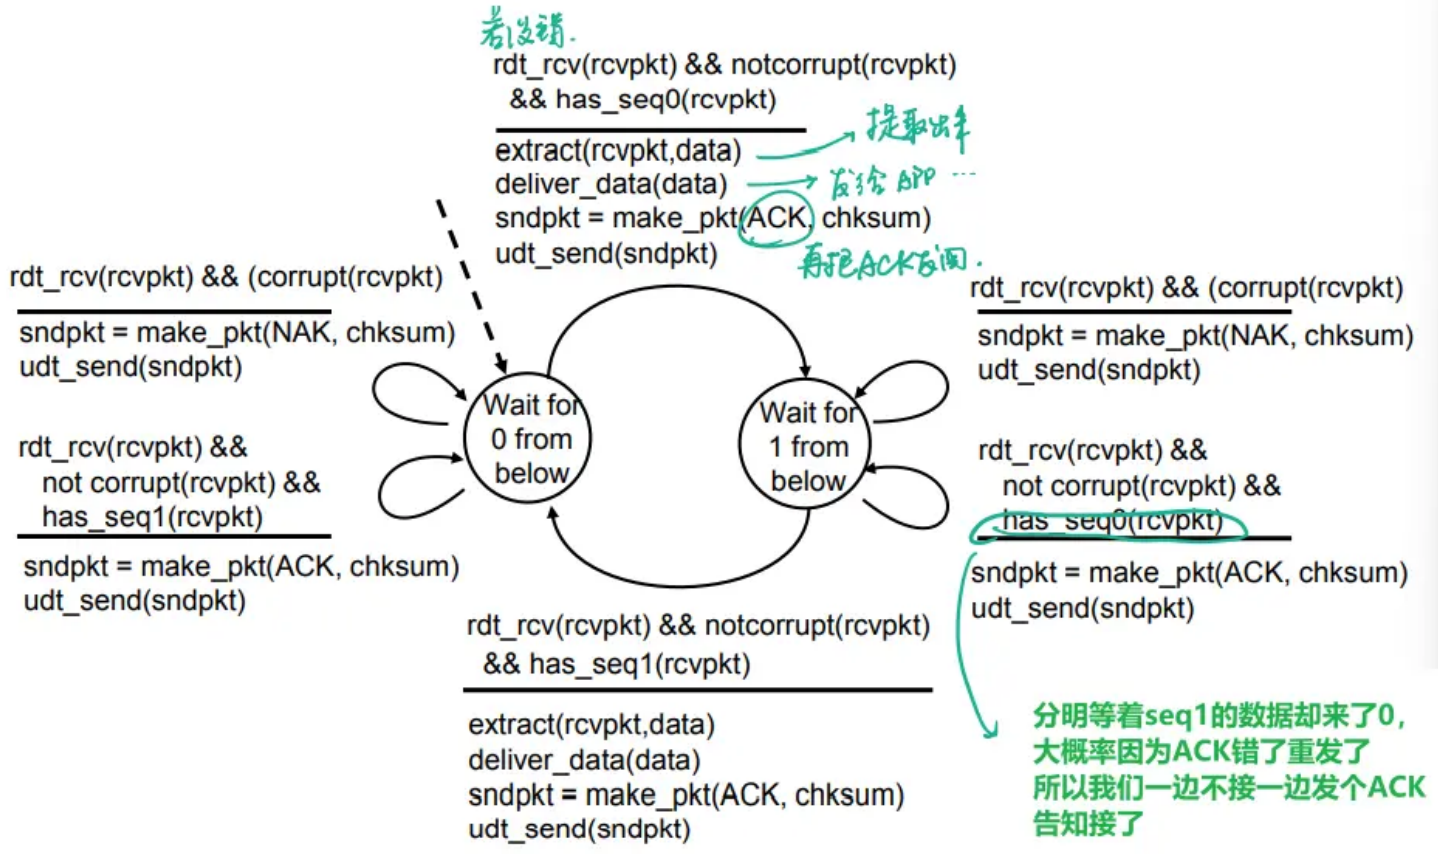 若没错.
rdt_rcv(rcvpkt) && notcorrupt(rcvpkt)
&& has_seq0(rcvpkt)
extract(rcvpkt,data)
提取出来
deliver_data(data)
发给APP ...
sndpkt = make_pkt(ACK, chksum)
udt_send(sndpkt)
再把ACK发回.
rdt_rcv(rcvpkt) && (corrupt(rcvpkt)
sndpkt = make_pkt(NAK, chksum)
udt_send(sndpkt)
rdt_rcv(rcvpkt) &&
not corrupt(rcvpkt) &&
has_seq1(rcvpkt)
sndpkt = make_pkt(ACK, chksum)
udt_send(sndpkt)
Wait for
0 from
below
Wait for
1 from
below
rdt_rcv(rcvpkt) && (corrupt(rcvpkt)
sndpkt = make_pkt(NAK, chksum)
udt_send(sndpkt)
rdt_rcv(rcvpkt) &&
not corrupt(rcvpkt) &&
has_seq0(rcvpkt)
sndpkt = make_pkt(ACK, chksum)
udt_send(sndpkt)
rdt_rcv(rcvpkt) && notcorrupt(rcvpkt)
&& has_seq1(rcvpkt)
extract(rcvpkt,data)
deliver_data(data)
sndpkt = make_pkt(ACK, chksum)
udt_send(sndpkt)
分明等着seq1的数据却来了0，
大概率因为ACK错了重发了
所以我们一边不接一边发个ACK
告知接了